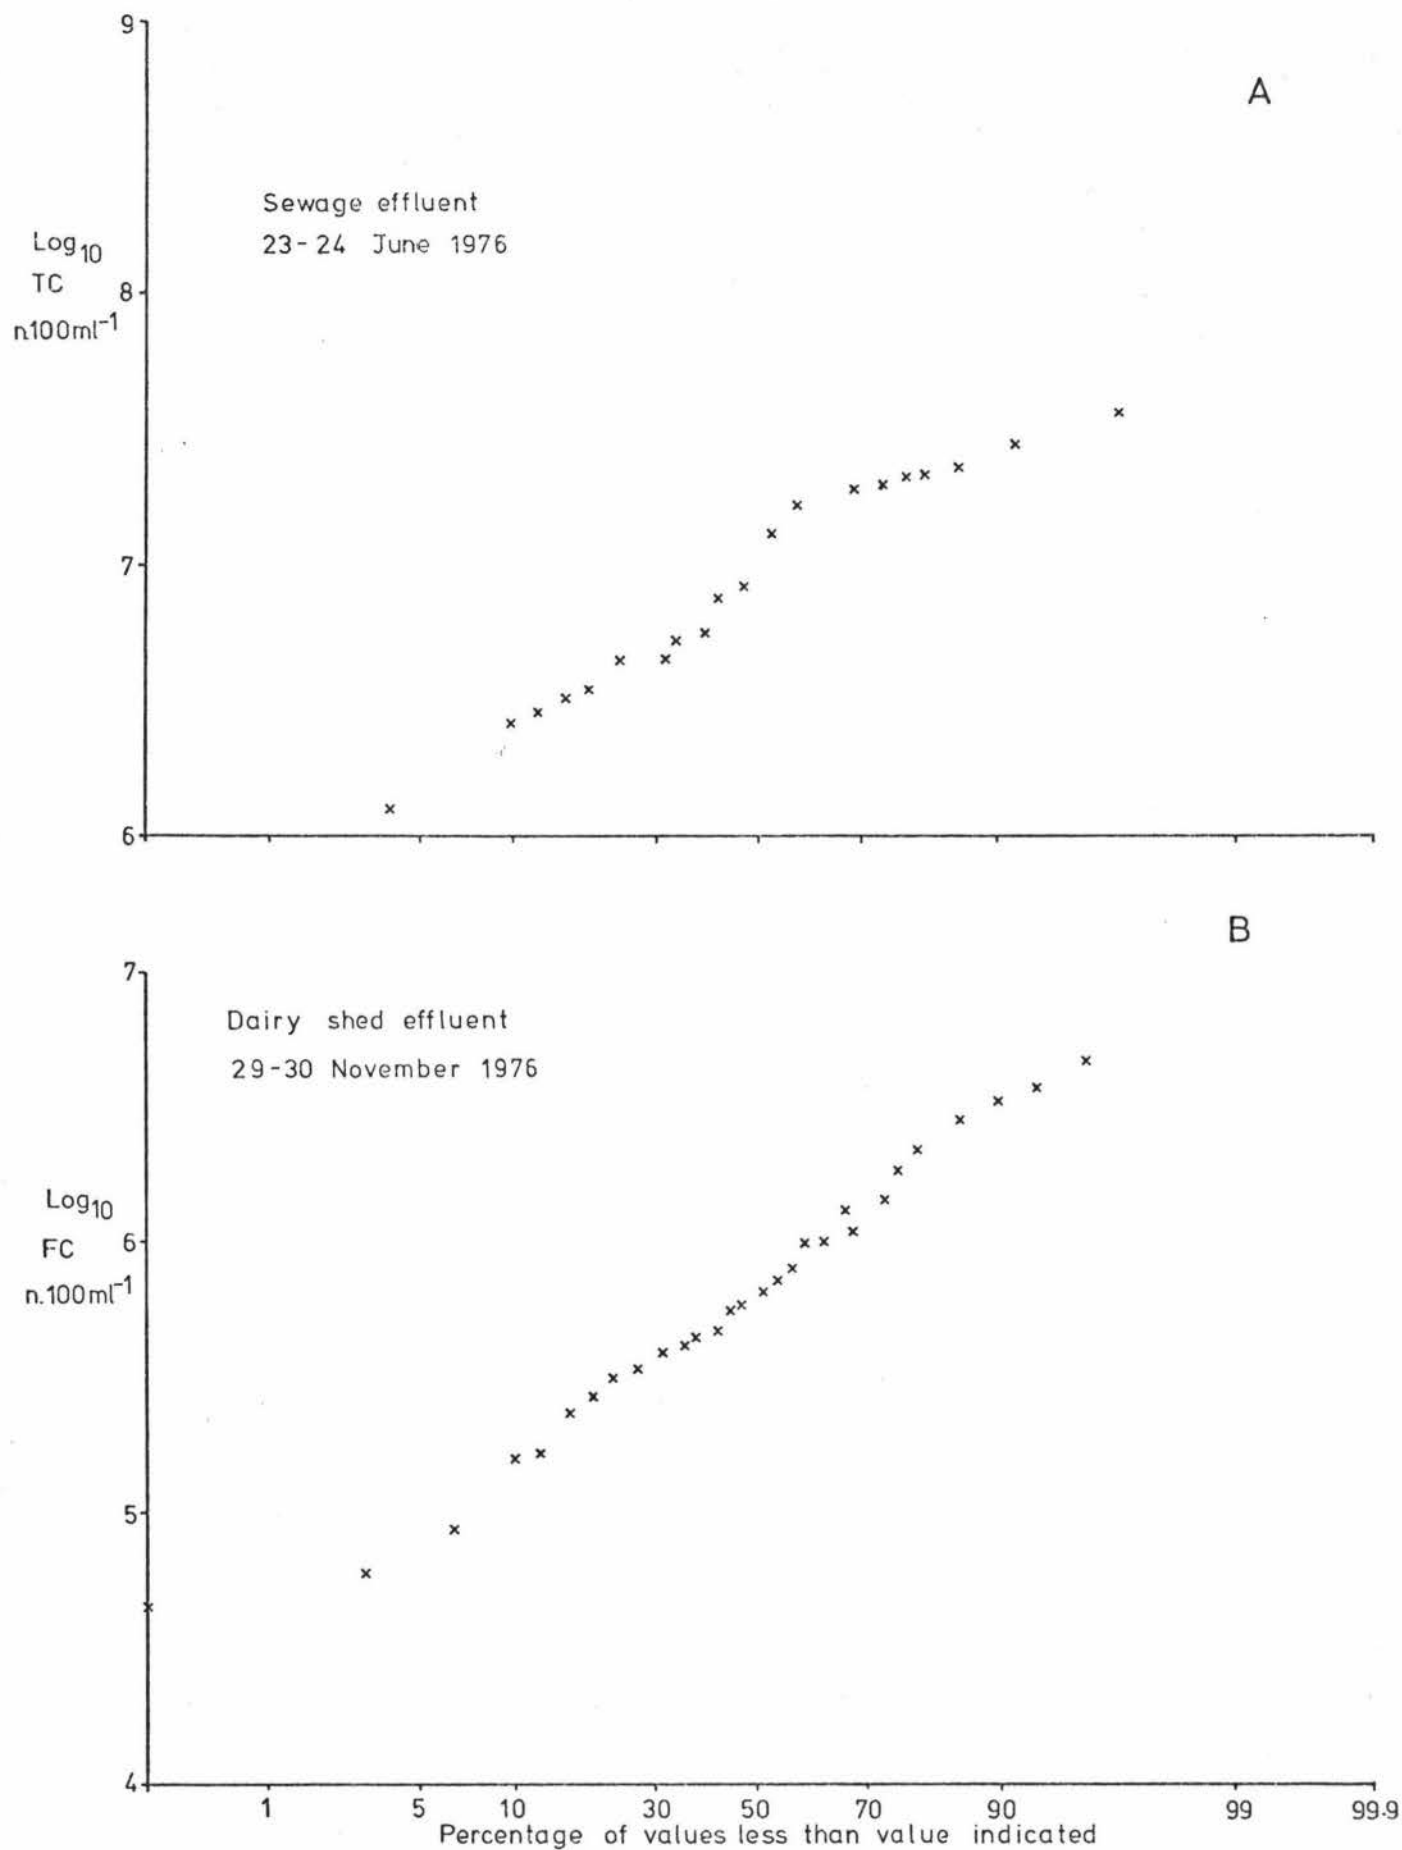 9
A
Sewage effluent
23-24 June 1976
Log10
TC
n.100ml-1
8
7
6
B
7
Dairy shed effluent
29-30 November 1976
Log10
FC
n.100ml-1
6
5
4
1 5 10 30 50 70 90 99 99.9
Percentage of values less than value indicated